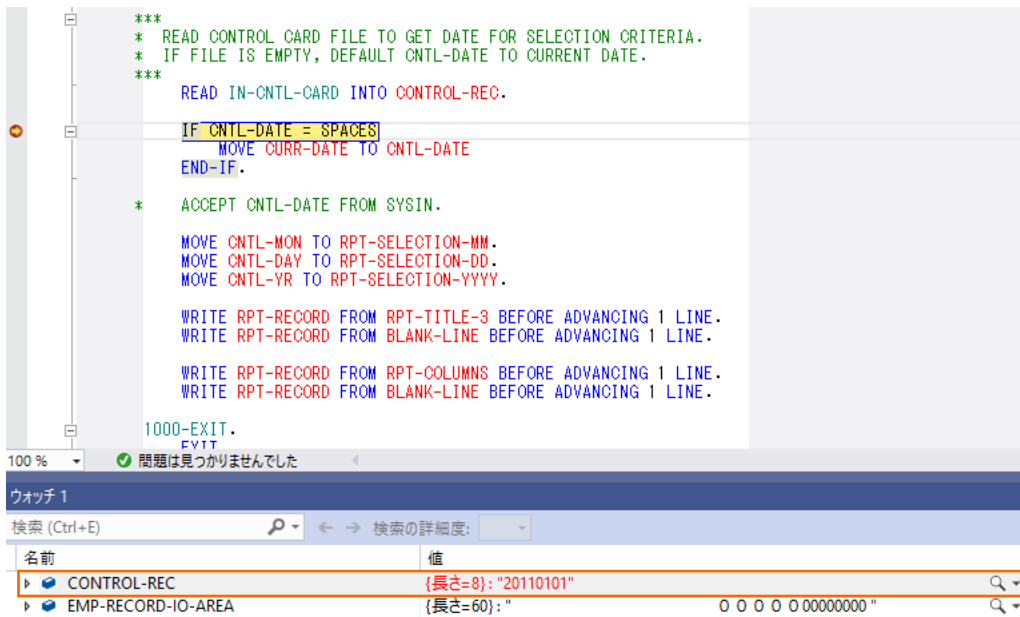 ***
*  READ CONTROL CARD FILE TO GET DATE FOR SELECTION CRITERIA.
*  IF FILE IS EMPTY, DEFAULT CNTL-DATE TO CURRENT DATE.
***
READ IN-CNTL-CARD INTO CONTROL-REC.
IF CNTL-DATE = SPACES
MOVE CURR-DATE TO CNTL-DATE
END-IF.
*    ACCEPT CNTL-DATE FROM SYSIN.
MOVE CNTL-MON TO RPT-SELECTION-MM.
MOVE CNTL-DAY TO RPT-SELECTION-DD.
MOVE CNTL-YR TO RPT-SELECTION-YYYY.
WRITE RPT-RECORD FROM RPT-TITLE-3 BEFORE ADVANCING 1 LINE.
WRITE RPT-RECORD FROM BLANK-LINE BEFORE ADVANCING 1 LINE.
WRITE RPT-RECORD FROM RPT-COLUMNS BEFORE ADVANCING 1 LINE.
WRITE RPT-RECORD FROM BLANK-LINE BEFORE ADVANCING 1 LINE.
1000-EXIT.
EXIT
100 % 問題は見つかりませんでした
ウォッチ 1
検索 (Ctrl+E) 検索の詳細度:
名前 値
CONTROL-REC {長さ=8}: "20110101"
EMP-RECORD-IO-AREA {長さ=60}: "                    0 0 0 0 0 00000000 "